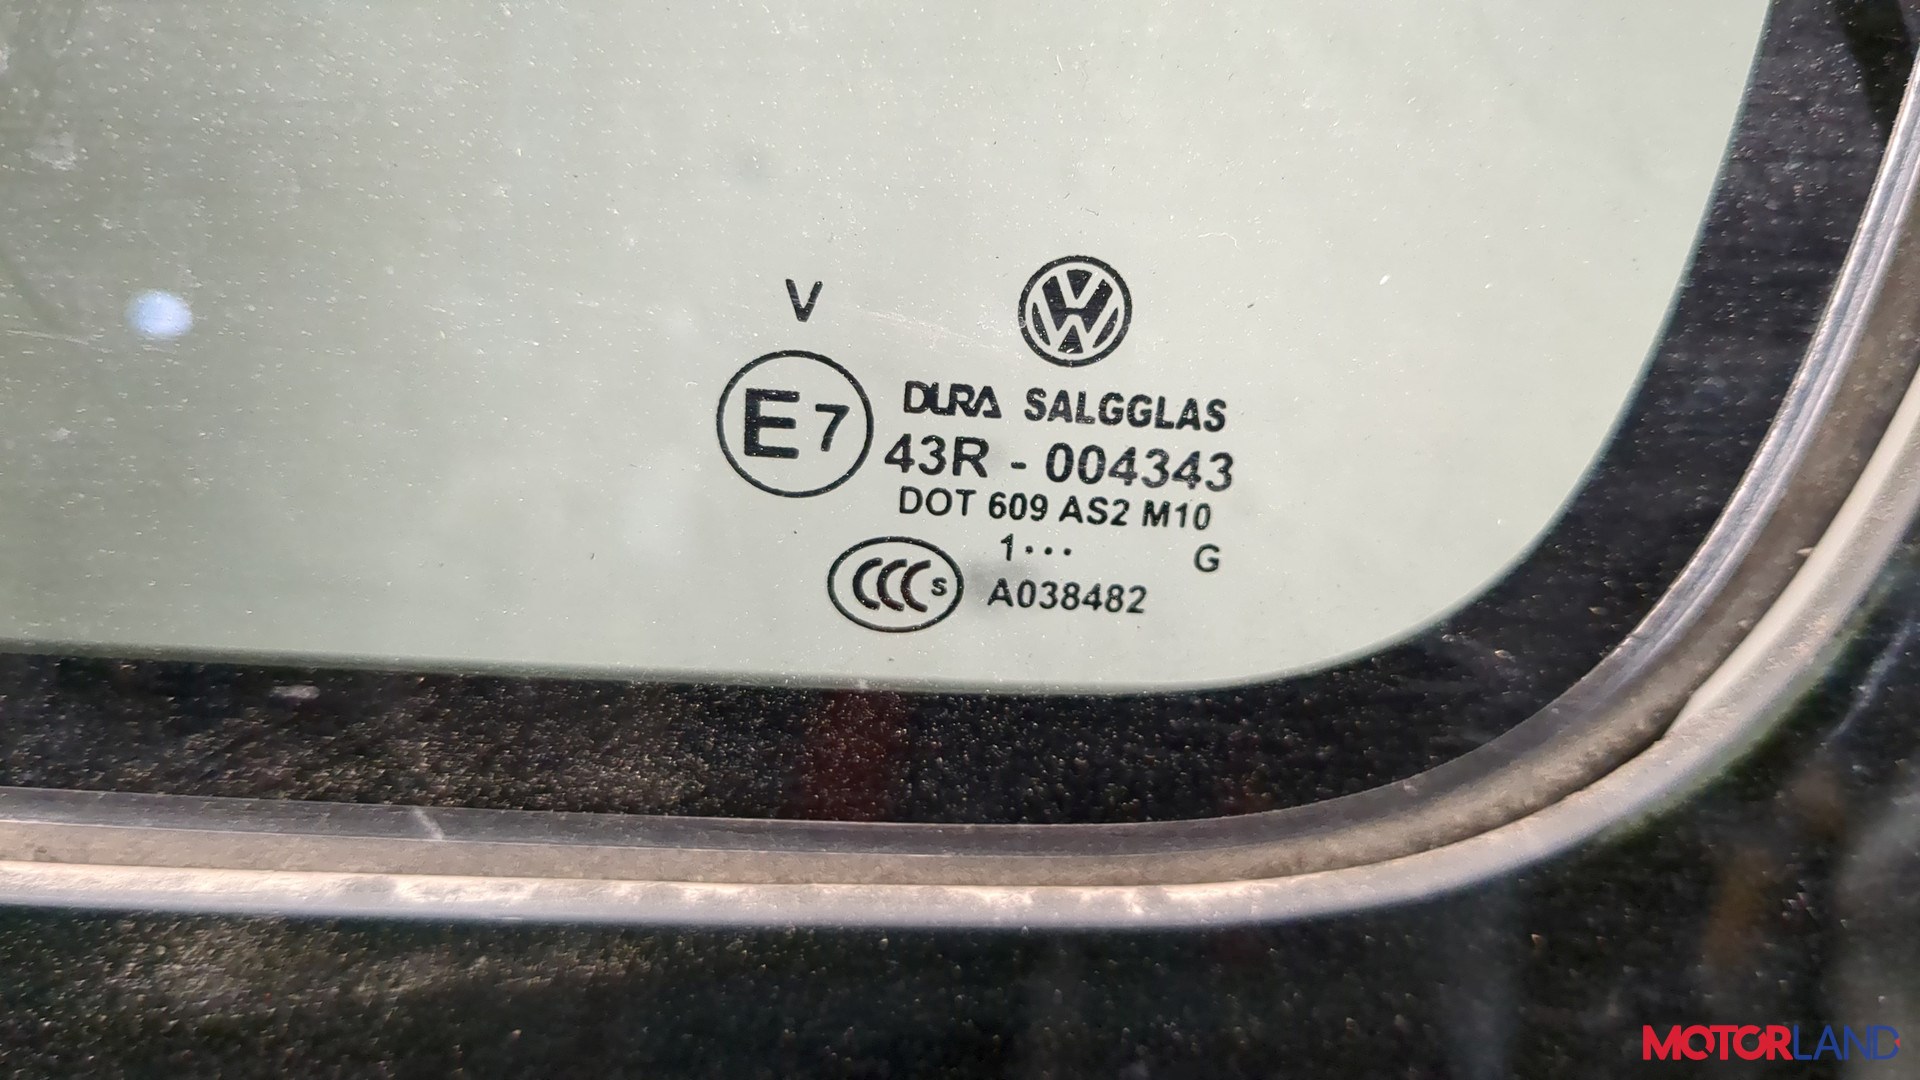 V
E7
DURA SALGGLAS
43R - 004343
DOT 609 AS2 M10
1... G
CCC S
A038482
MOTORLAND